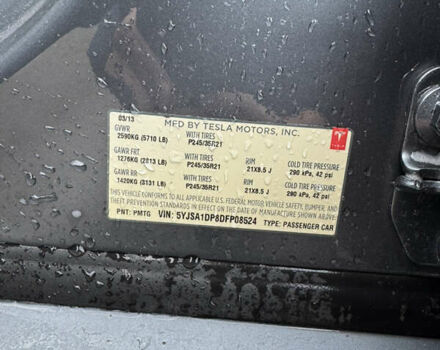 03/13 MFD BY TESLA MOTORS, INC.
GVWR
2590KG (5710 LB) WITH TIRES P245/35R21
GAWR FRT
1276KG (2813 LB) WITH TIRES P245/35R21 RIM 21X8.5 J COLD TIRE PRESSURE 290 kPa, 42 psi
GAWR RR
1420KG (3131 LB) WITH TIRES P245/35R21 RIM 21X8.5 J COLD TIRE PRESSURE 290 kPa, 42 psi
THIS VEHICLE CONFORMS TO ALL APPLICABLE U.S. FEDERAL MOTOR VEHICLE SAFETY, BUMPER,
AND THEFT PREVENTION STANDARDS IN EFFECT ON THE DATE OF MANUFACTURE SHOWN ABOVE.
PNT: PMTG VIN: 5YJSA1DP8DFP08524 TYPE: PASSENGER CAR
TESLA